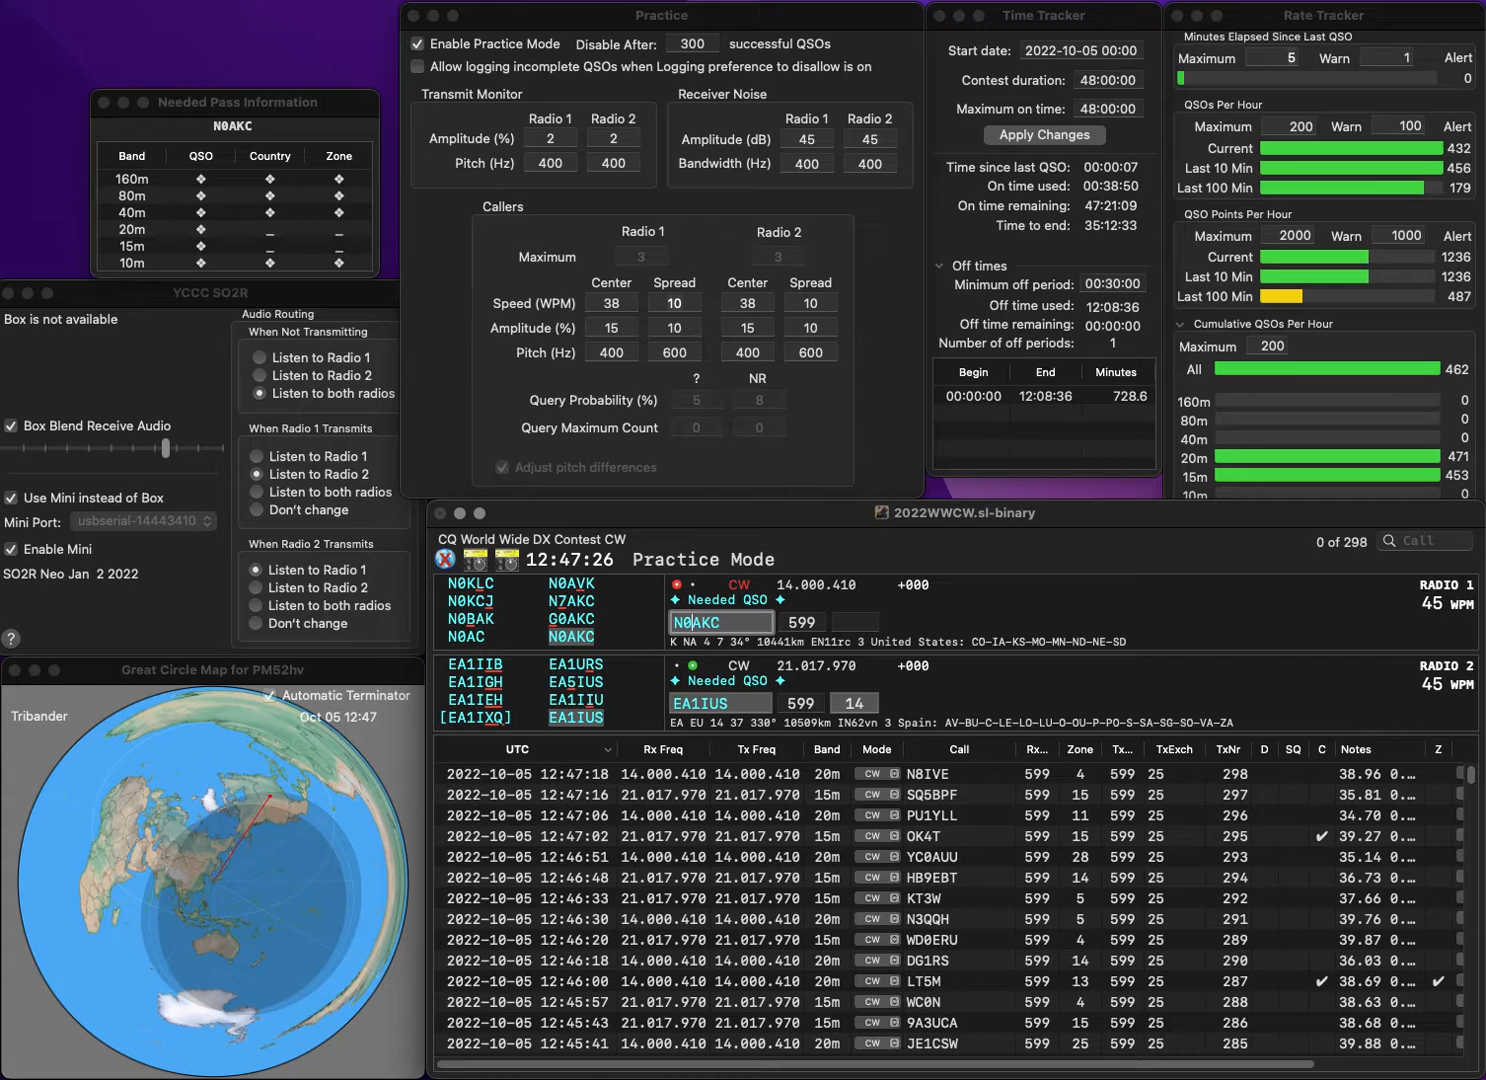 Practice
Enable Practice Mode Disable After: 300 successful QSOs
Allow logging incomplete QSOs when Logging preference to disallow is on
Transmit Monitor
Radio 1 Radio 2
Amplitude (%) 2 2
Pitch (Hz) 400 400
Receiver Noise
Radio 1 Radio 2
Amplitude (dB) 45 45
Bandwidth (Hz) 400 400
Callers
Radio 1 Radio 2
Maximum 3 3
Center Spread Center Spread
Speed (WPM) 38 10 38 10
Amplitude (%) 15 10 15 10
Pitch (Hz) 400 600 400 600
? NR
Query Probability (%) 5 8
Query Maximum Count 0 0
Adjust pitch differences
Time Tracker
Start date: 2022-10-05 00:00
Contest duration: 48:00:00
Maximum on time: 48:00:00
Apply Changes
Time since last QSO: 00:00:07
On time used: 00:38:50
On time remaining: 47:21:09
Time to end: 35:12:33
Off times
Minimum off period: 00:30:00
Off time used: 12:08:36
Off time remaining: 00:00:00
Number of off periods: 1
Begin End Minutes
00:00:00 12:08:36 728.6
Rate Tracker
Minutes Elapsed Since Last QSO
Maximum 5 Warn 1 Alert
0
QSOs Per Hour
Maximum 200 Warn 100 Alert
Current 432
Last 10 Min 456
Last 100 Min 179
QSO Points Per Hour
Maximum 2000 Warn 1000 Alert
Current 1236
Last 10 Min 1236
Last 100 Min 487
Cumulative QSOs Per Hour
Maximum 200
All 462
160m 0
80m 0
40m 0
20m 471
15m 453
10m 0
Needed Pass Information
N0AKC
Band QSO Country Zone
160m ❖ ❖ ❖
80m ❖ ❖ ❖
40m ❖ ❖ ❖
20m ❖ _ _
15m ❖ _ _
10m ❖ ❖ ❖
YCCC SO2R
Box is not available
Box Blend Receive Audio
Use Mini instead of Box
Mini Port: usbserial-14443410
Enable Mini
SO2R Neo Jan 2 2022
?
Audio Routing
When Not Transmitting
Listen to Radio 1
Listen to Radio 2
Listen to both radios
When Radio 1 Transmits
Listen to Radio 1
Listen to Radio 2
Listen to both radios
Don't change
When Radio 2 Transmits
Listen to Radio 1
Listen to Radio 2
Listen to both radios
Don't change
Great Circle Map for PM52hv
Automatic Terminator
Tribander Oct 05 12:47
2022WWCW.sl-binary
CQ World Wide DX Contest CW
0 of 298 Call
12:47:26 Practice Mode
N0KLC N0AVK
N0KCJ N7AKC
N0BAK G0AKC
N0AC N0AKC
CW 14.000.410 +000 RADIO 1
✦ Needed QSO ✦ 45 WPM
N0AKC 599
K NA 4 7 34° 10441km EN11rc 3 United States: CO-IA-KS-MO-MN-ND-NE-SD
EA1IIB EA1URS
EA1IGH EA5IUS
EA1IEH EA1IIU
[EA1IXQ] EA1IUS
CW 21.017.970 +000 RADIO 2
✦ Needed QSO ✦ 45 WPM
EA1IUS 599 14
EA EU 14 37 330° 10509km IN62vn 3 Spain: AV-BU-C-LE-LO-LU-O-OU-P-PO-S-SA-SG-SO-VA-ZA
UTC Rx Freq Tx Freq Band Mode Call Rx... Zone Tx... TxExch TxNr D SQ C Notes Z
2022-10-05 12:47:18 14.000.410 14.000.410 20m CW N8IVE 599 4 599 25 298 38.96 0....
2022-10-05 12:47:16 21.017.970 21.017.970 15m CW SQ5BPF 599 15 599 25 297 35.81 0....
2022-10-05 12:47:06 14.000.410 14.000.410 20m CW PU1YLL 599 11 599 25 296 34.70 0....
2022-10-05 12:47:02 21.017.970 21.017.970 15m CW OK4T 599 15 599 25 295 ✔ 39.27 0....
2022-10-05 12:46:51 14.000.410 14.000.410 20m CW YC0AUU 599 28 599 25 293 35.14 0....
2022-10-05 12:46:48 21.017.970 21.017.970 15m CW HB9EBT 599 14 599 25 294 36.73 0....
2022-10-05 12:46:33 14.000.410 14.000.410 20m CW KT3W 599 5 599 25 292 37.66 0....
2022-10-05 12:46:30 21.017.970 21.017.970 15m CW N3QQH 599 5 599 25 291 39.76 0....
2022-10-05 12:46:20 21.017.970 21.017.970 15m CW WD0ERU 599 4 599 25 289 39.87 0....
2022-10-05 12:46:18 14.000.410 14.000.410 20m CW DG1RS 599 14 599 25 290 36.03 0....
2022-10-05 12:46:00 14.000.410 14.000.410 20m CW LT5M 599 13 599 25 287 ✔ 38.69 0.... ✔
2022-10-05 12:45:57 21.017.970 21.017.970 15m CW WC0N 599 4 599 25 288 38.63 0....
2022-10-05 12:45:43 21.017.970 21.017.970 15m CW 9A3UCA 599 15 599 25 286 38.68 0....
2022-10-05 12:45:41 14.000.410 14.000.410 20m CW JE1CSW 599 25 599 25 285 39.88 0....